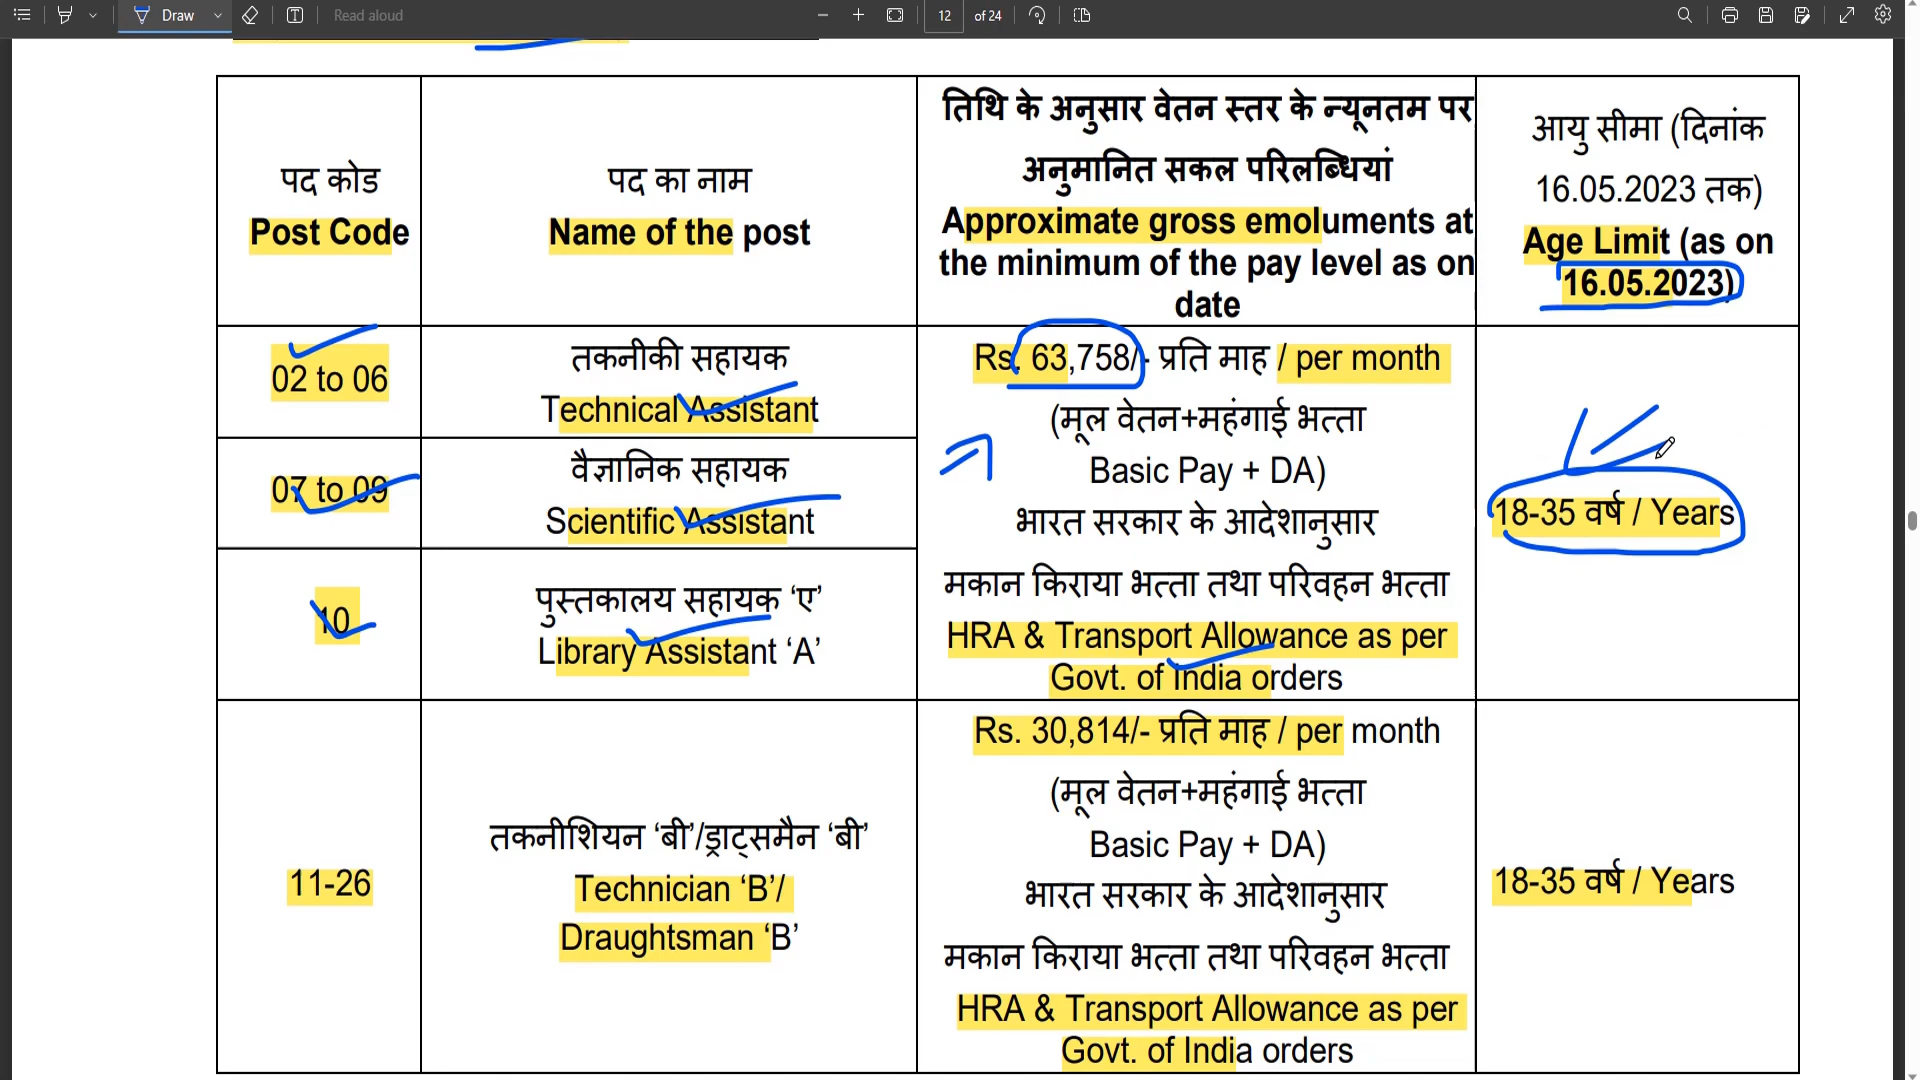 Draw
Read aloud
12
of 24
पद कोड
Post Code
पद का नाम
Name of the post
तिथि के अनुसार वेतन स्तर के न्यूनतम पर
अनुमानित सकल परिलब्धियां
Approximate gross emoluments at
the minimum of the pay level as on
date
आयु सीमा (दिनांक
16.05.2023 तक)
Age Limit (as on
16.05.2023)
02 to 06
तकनीकी सहायक
Technical Assistant
07 to 09
वैज्ञानिक सहायक
Scientific Assistant
10
पुस्तकालय सहायक ‘ए’
Library Assistant ‘A’
Rs. 63,758/- प्रति माह / per month
(मूल वेतन+महंगाई भत्ता
Basic Pay + DA)
भारत सरकार के आदेशानुसार
मकान किराया भत्ता तथा परिवहन भत्ता
HRA & Transport Allowance as per
Govt. of India orders
18-35 वर्ष / Years
11-26
तकनीशियन ‘बी’/ड्राट्समैन ‘बी’
Technician ‘B’/
Draughtsman ‘B’
Rs. 30,814/- प्रति माह / per month
(मूल वेतन+महंगाई भत्ता
Basic Pay + DA)
भारत सरकार के आदेशानुसार
मकान किराया भत्ता तथा परिवहन भत्ता
HRA & Transport Allowance as per
Govt. of India orders
18-35 वर्ष / Years